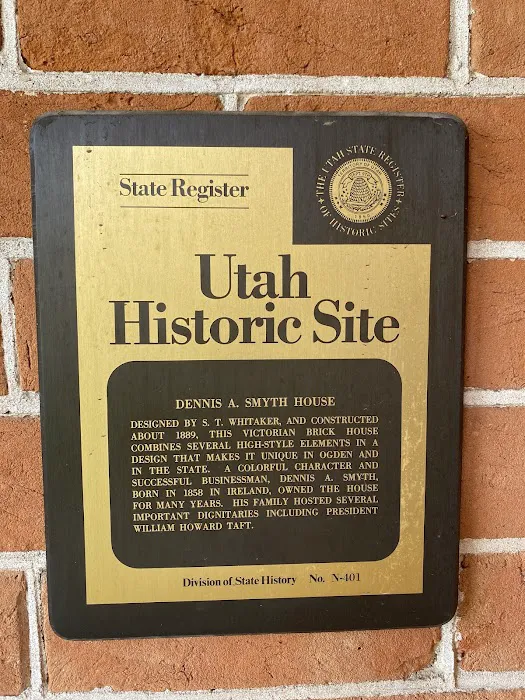 State Register
THE UTAH STATE REGISTER
OF HISTORIC SITES
Utah
Historic Site
DENNIS A. SMYTH HOUSE
DESIGNED BY S. T. WHITAKER, AND CONSTRUCTED
ABOUT 1889, THIS VICTORIAN BRICK HOUSE
COMBINES SEVERAL HIGH-STYLE ELEMENTS IN A
DESIGN THAT MAKES IT UNIQUE IN OGDEN AND
IN THE STATE. A COLORFUL CHARACTER AND
SUCCESSFUL BUSINESSMAN, DENNIS A. SMYTH,
BORN IN 1858 IN IRELAND, OWNED THE HOUSE
FOR MANY YEARS. HIS FAMILY HOSTED SEVERAL
IMPORTANT DIGNITARIES INCLUDING PRESIDENT
WILLIAM HOWARD TAFT.
Division of State History No. N-401